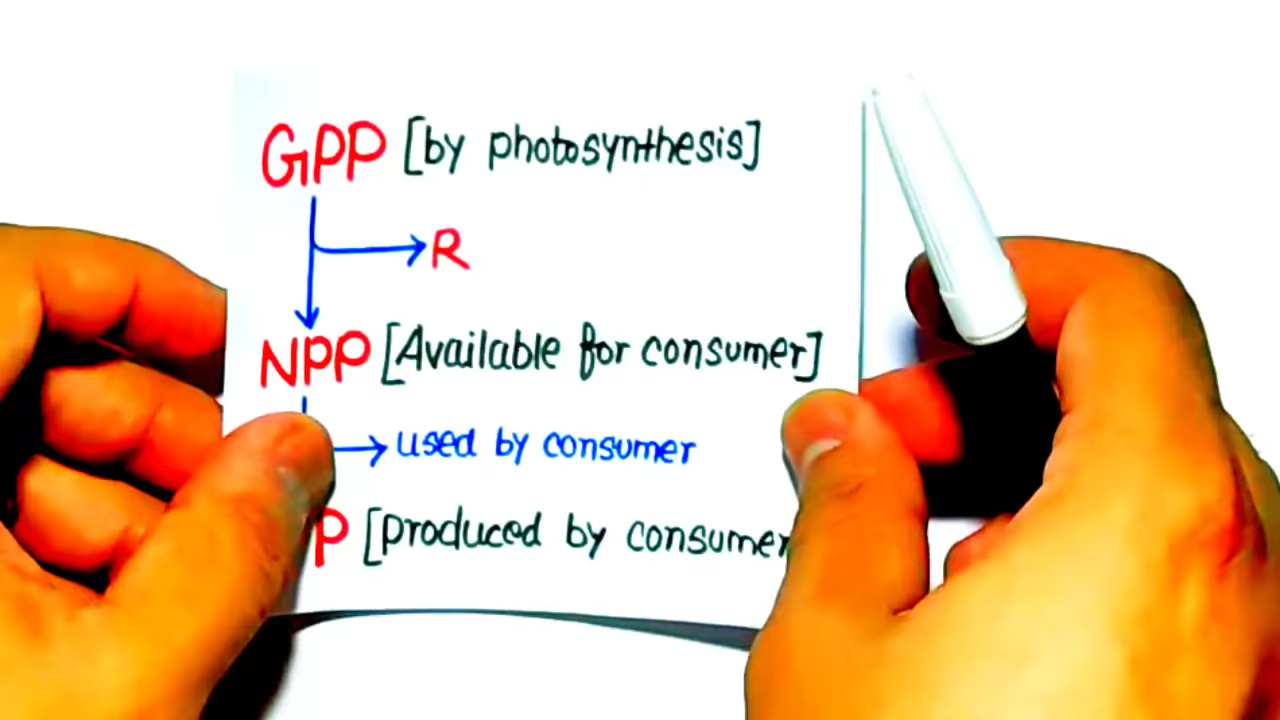 GPP [by photosynthesis]
R
NPP [Available for consumer]
used by consumer
P [produced by consumer